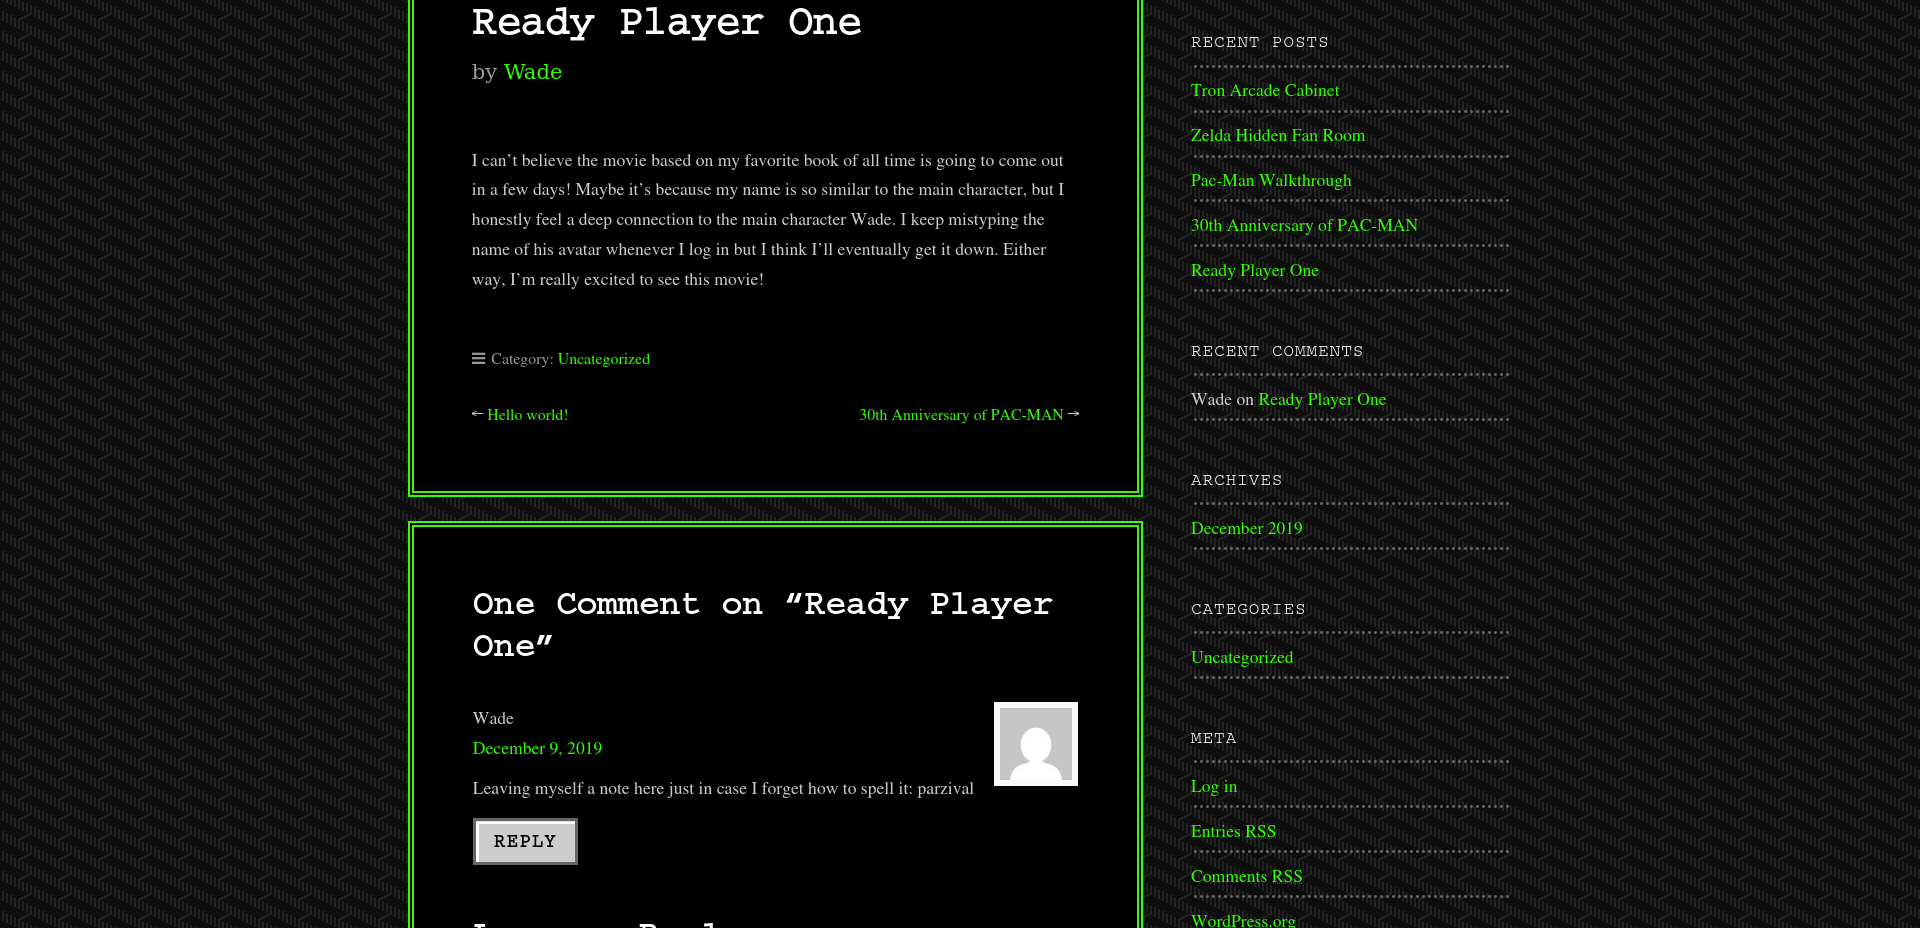 Ready Player One
by Wade
I can’t believe the movie based on my favorite book of all time is going to come out
in a few days! Maybe it’s because my name is so similar to the main character, but I
honestly feel a deep connection to the main character Wade. I keep mistyping the
name of his avatar whenever I log in but I think I’ll eventually get it down. Either
way, I’m really excited to see this movie!
Category: Uncategorized
← Hello world!
30th Anniversary of PAC-MAN →
One Comment on “Ready Player
One”
Wade
December 9, 2019
Leaving myself a note here just in case I forget how to spell it: parzival
REPLY
RECENT POSTS
Tron Arcade Cabinet
Zelda Hidden Fan Room
Pac-Man Walkthrough
30th Anniversary of PAC-MAN
Ready Player One
RECENT COMMENTS
Wade on Ready Player One
ARCHIVES
December 2019
CATEGORIES
Uncategorized
META
Log in
Entries RSS
Comments RSS
WordPress.org